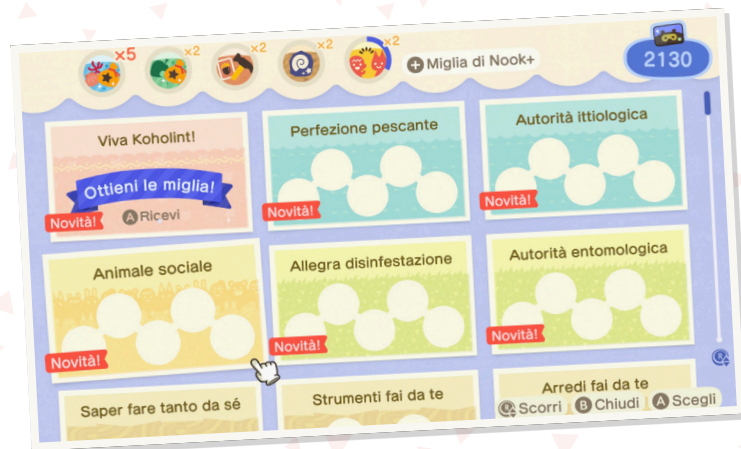 ×5
×2
×2
×2
×2
+ Miglia di Nook+
2130
Viva Koholint!
Ottieni le miglia!
Novità!
A Ricevi
Perfezione pescante
Novità!
Autorità ittiologica
Novità!
Animale sociale
Novità!
Allegra disinfestazione
Novità!
Autorità entomologica
Novità!
Saper fare tanto da sé
Strumenti fai da te
Arredi fai da te
R Scorri B Chiudi A Scegli